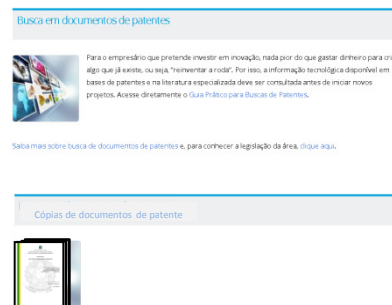 Busca em documentos de patentes
Para o empresário que pretende investir em inovação, nada pior do que gastar dinheiro para
algo que já existe, ou seja, "reinventar a roda". Por isso, a informação tecnológica disponível em
bases de patentes e na literatura especializada deve ser consultada antes de iniciar novos
projetos. Acesse diretamente o Guia Prático para Buscas de Patentes.
Saiba mais sobre busca de documentos de patentes e, para conhecer a legislação da área, clique aqui.
Cópias de documentos de patente